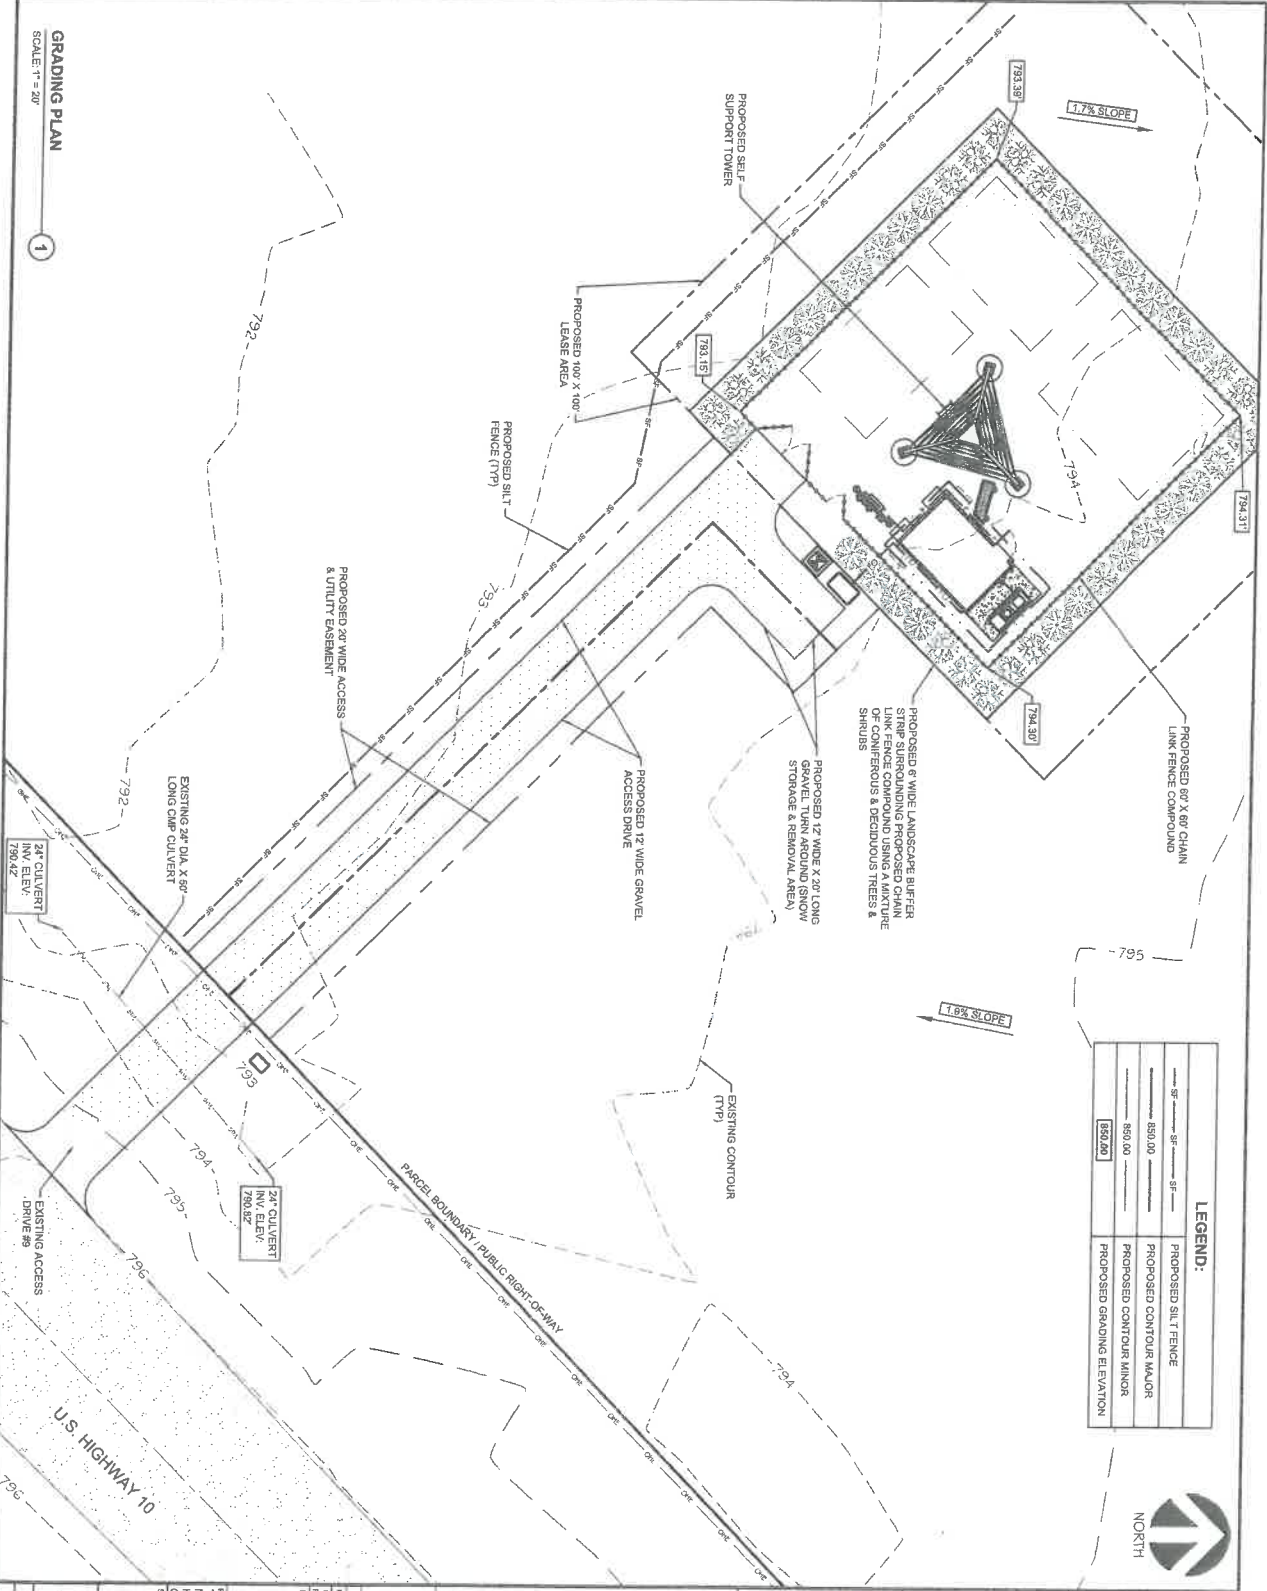 GRADING PLAN
SCALE: 1" = 20'
1
793.39'
1.7% SLOPE
PROPOSED SELF
SUPPORT TOWER
793.15'
PROPOSED 100' X 100'
LEASE AREA
PROPOSED SILT
FENCE (TYP)
PROPOSED 20' WIDE ACCESS
& UTILITY EASEMENT
792
793
792
794
794.31'
794.30'
PROPOSED 60' X 60' CHAIN
LINK FENCE COMPOUND
PROPOSED 6' WIDE LANDSCAPE BUFFER
STRIP SURROUNDING PROPOSED CHAIN
LINK FENCE COMPOUND USING A MIXTURE
OF CONIFEROUS & DECIDUOUS TREES &
SHRUBS
PROPOSED 12' WIDE X 20' LONG
GRAVEL TURN AROUND (SNOW
STORAGE & REMOVAL AREA)
PROPOSED 12' WIDE GRAVEL
ACCESS DRIVE
EXISTING 24" DIA. X 60'
LONG CMP CULVERT
24" CULVERT
INV. ELEV:
790.42'
795
1.9% SLOPE
EXISTING CONTOUR
(TYP)
793
794
795
796
24" CULVERT
INV. ELEV:
790.82'
EXISTING ACCESS
DRIVE #9
PARCEL BOUNDARY / PUBLIC RIGHT-OF-WAY
794
U.S. HIGHWAY 10
796
LEGEND:
SF SF SF PROPOSED SILT FENCE
850.00 PROPOSED CONTOUR MAJOR
850.00 PROPOSED CONTOUR MINOR
850.00 PROPOSED GRADING ELEVATION
NORTH